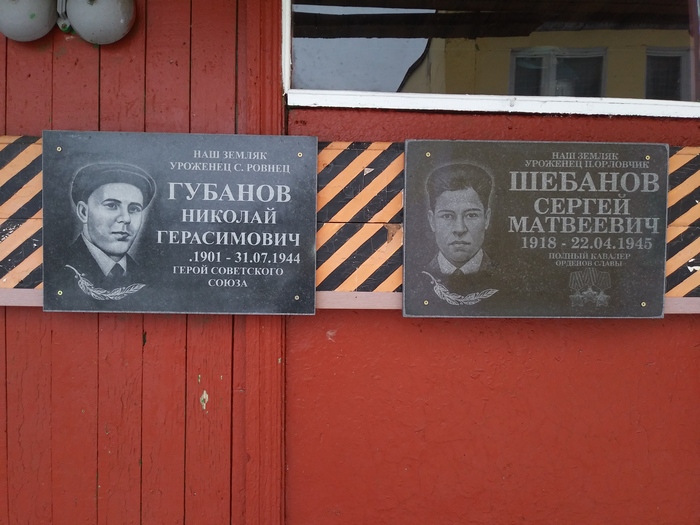 НАШ ЗЕМЛЯК
УРОЖЕНЕЦ С. РОВНЕЦ
ГУБАНОВ
НИКОЛАЙ
ГЕРАСИМОВИЧ
.1901 - 31.07.1944
ГЕРОЙ СОВЕТСКОГО
СОЮЗА
НАШ ЗЕМЛЯК
УРОЖЕНЕЦ П.ОРЛОВЧИК
ШЕБАНОВ
СЕРГЕЙ
МАТВЕЕВИЧ
1918 - 22.04.1945
ПОЛНЫЙ КАВАЛЕР
ОРДЕНОВ СЛАВЫ